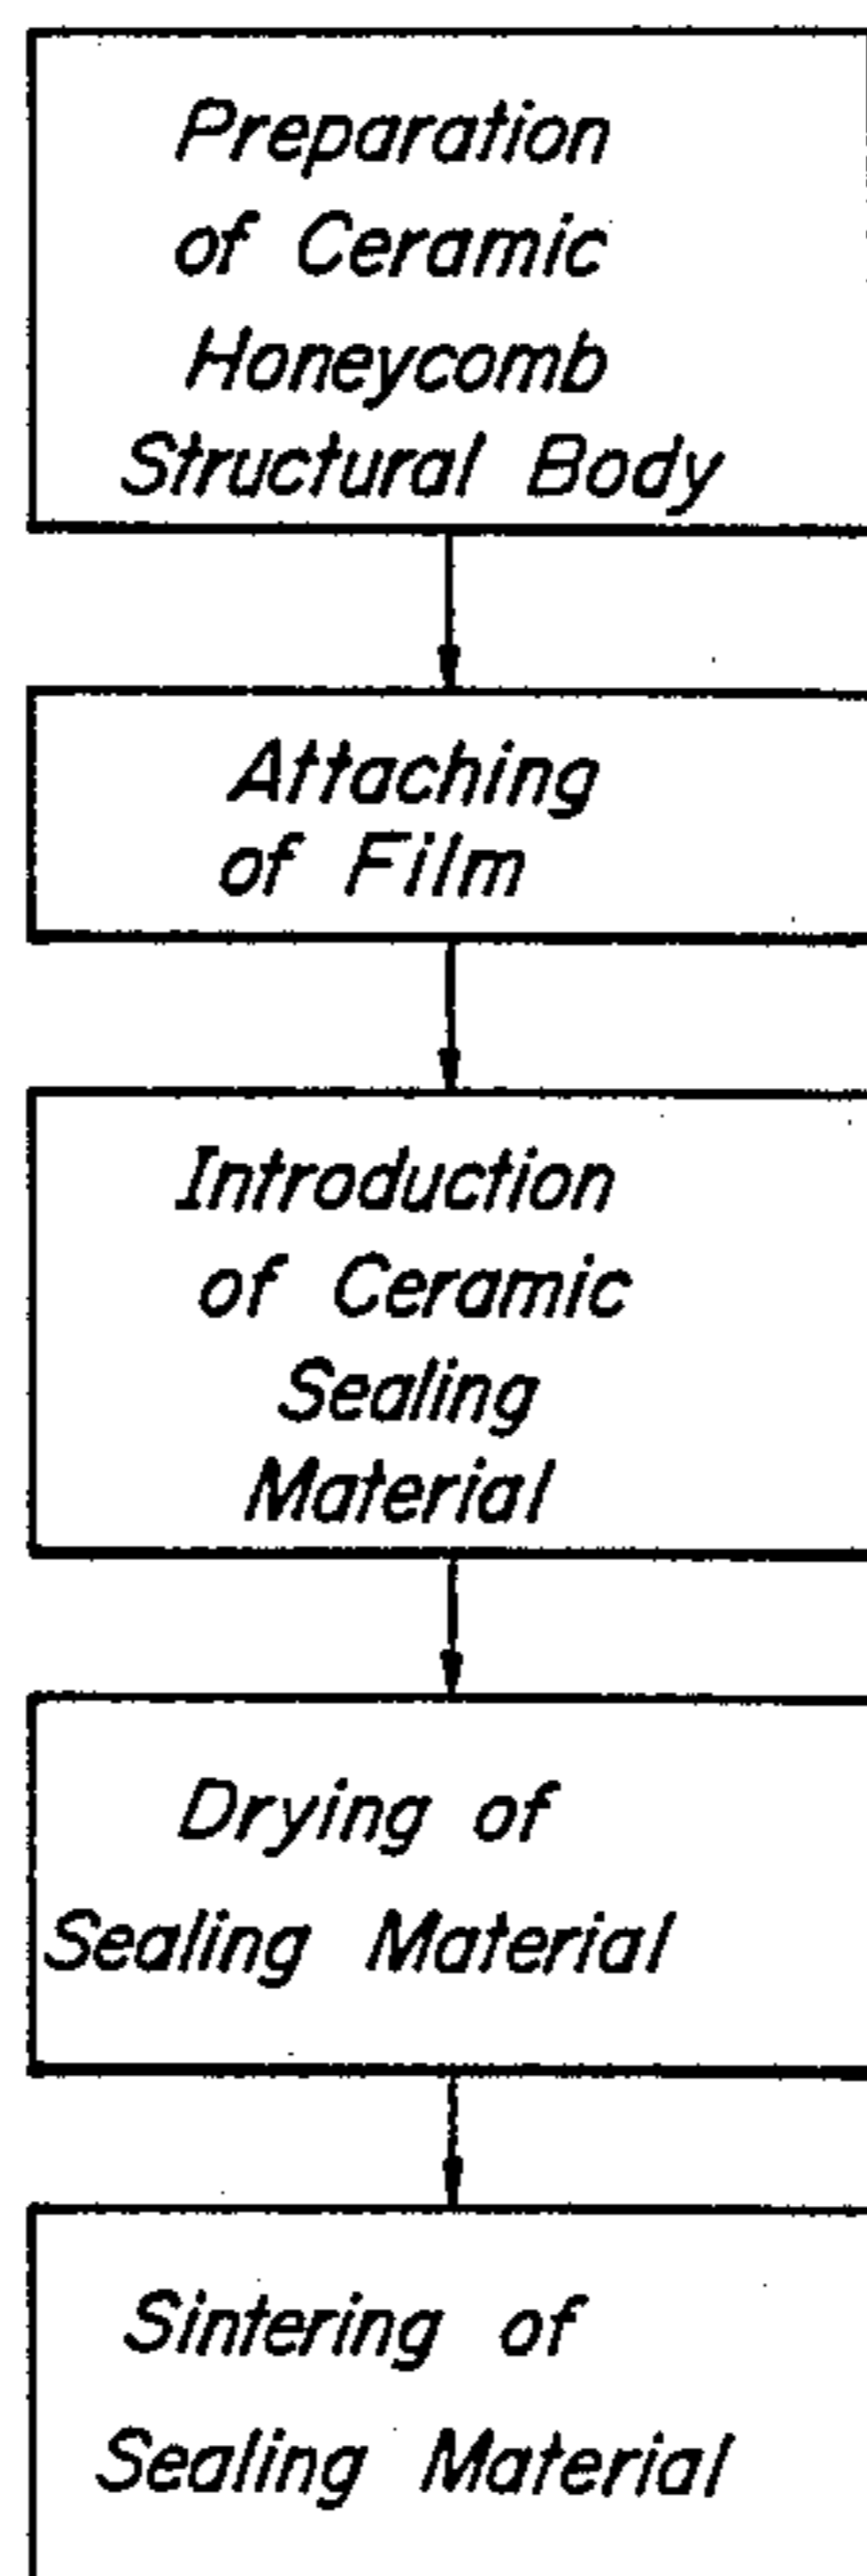 Preparation
of Ceramic
Honeycomb
Structural Body
Attaching
of Film
Introduction
of Ceramic
Sealing
Material
Drying of
Sealing Material
Sintering of
Sealing Material